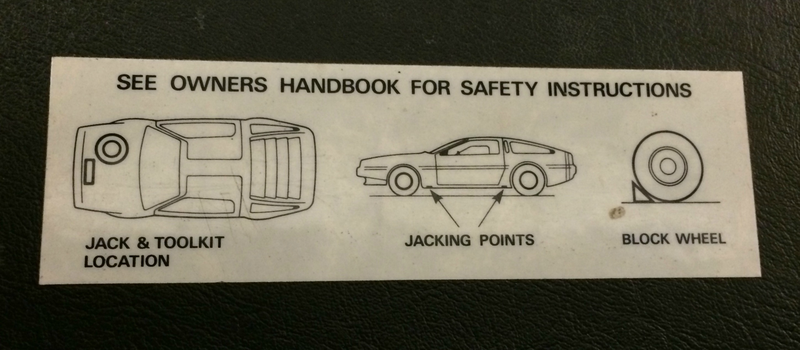 SEE OWNERS HANDBOOK FOR SAFETY INSTRUCTIONS
JACK & TOOLKIT
LOCATION
JACKING POINTS
BLOCK WHEEL